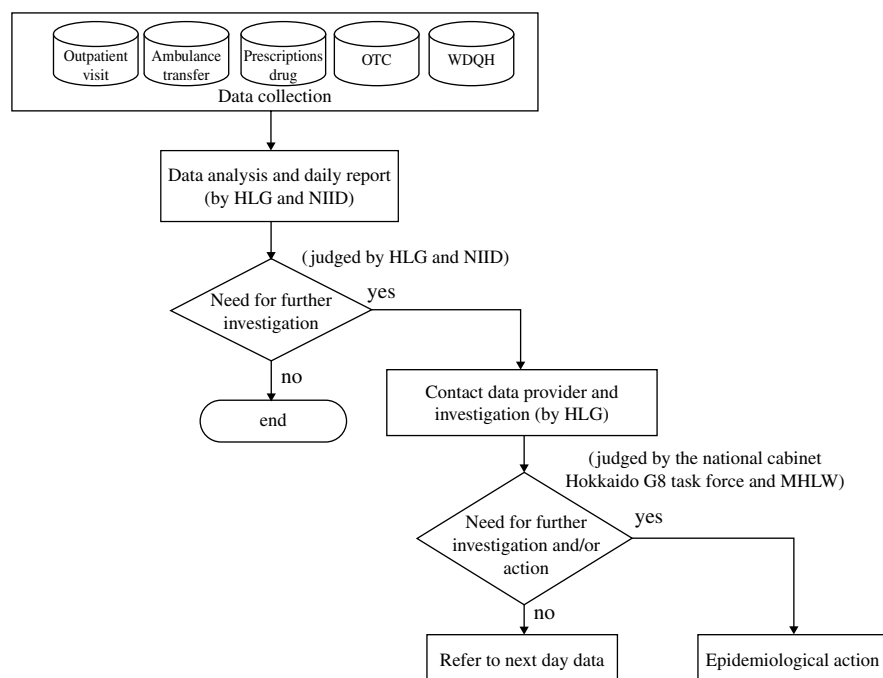 Outpatient
visit
Ambulance
transfer
Prescriptions
drug
OTC
WDQH
Data collection
Data analysis and daily report
(by HLG and NIID)
(judged by HLG and NIID)
Need for further
investigation
yes
no
end
Contact data provider and
investigation (by HLG)
(judged by the national cabinet
Hokkaido G8 task force and MHLW)
Need for further
investigation and/or
action
yes
no
Refer to next day data
Epidemiological action